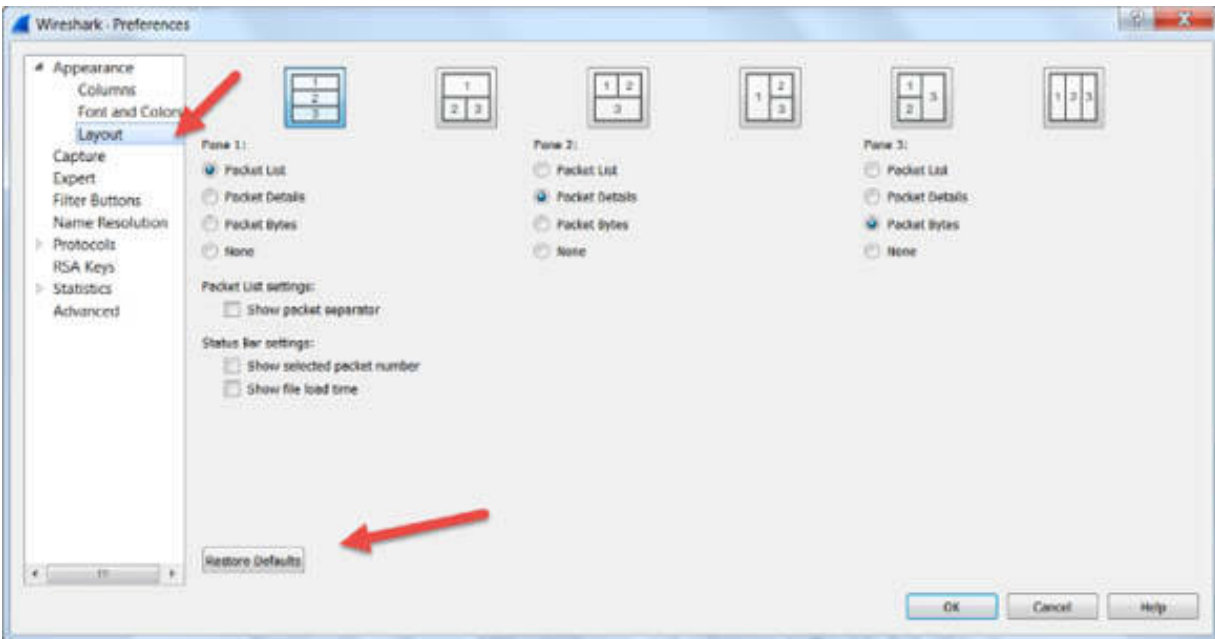 Wireshark · Preferences
Appearance
Columns
Font and Colors
Layout
Capture
Expert
Filter Buttons
Name Resolution
Protocols
RSA Keys
Statistics
Advanced
1 2 3
1 2 3
1 2 3
1 2 3
1 2 3
1 2 3
Pane 1: Pane 2: Pane 3:
Packet List Packet List Packet List
Packet Details Packet Details Packet Details
Packet Bytes Packet Bytes Packet Bytes
None None None
Packet List settings:
Show packet separator
Status Bar settings:
Show selected packet number
Show file load time
Restore Defaults
OK Cancel Help